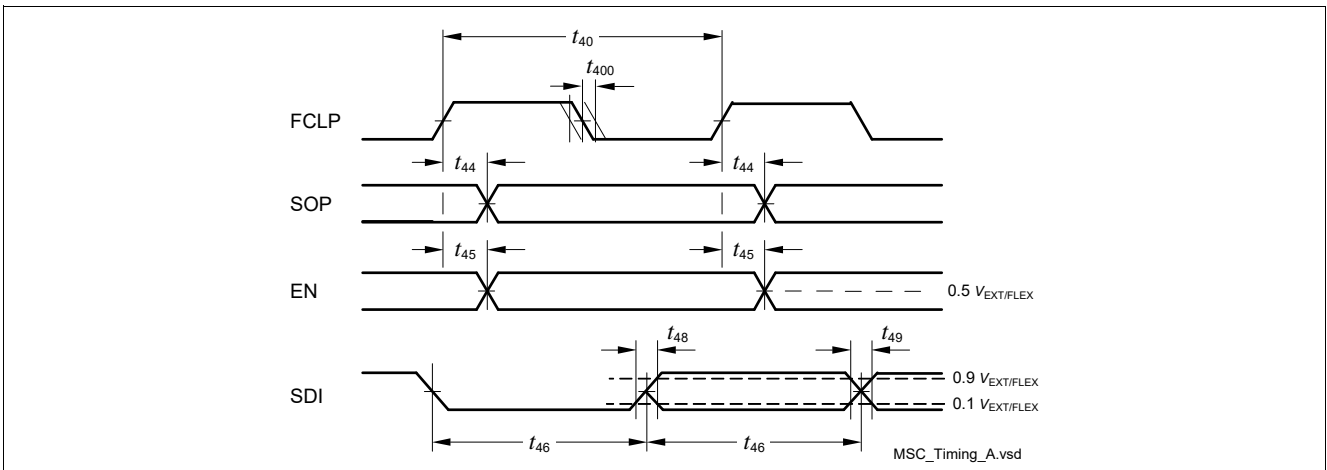 t40
t400
FCLP
t44 t44
SOP
t45 t45
EN
0.5 VEXT/FLEX
t48 t49
0.9 VEXT/FLEX
SDI
0.1 VEXT/FLEX
t46 t46
MSC_Timing_A.vsd